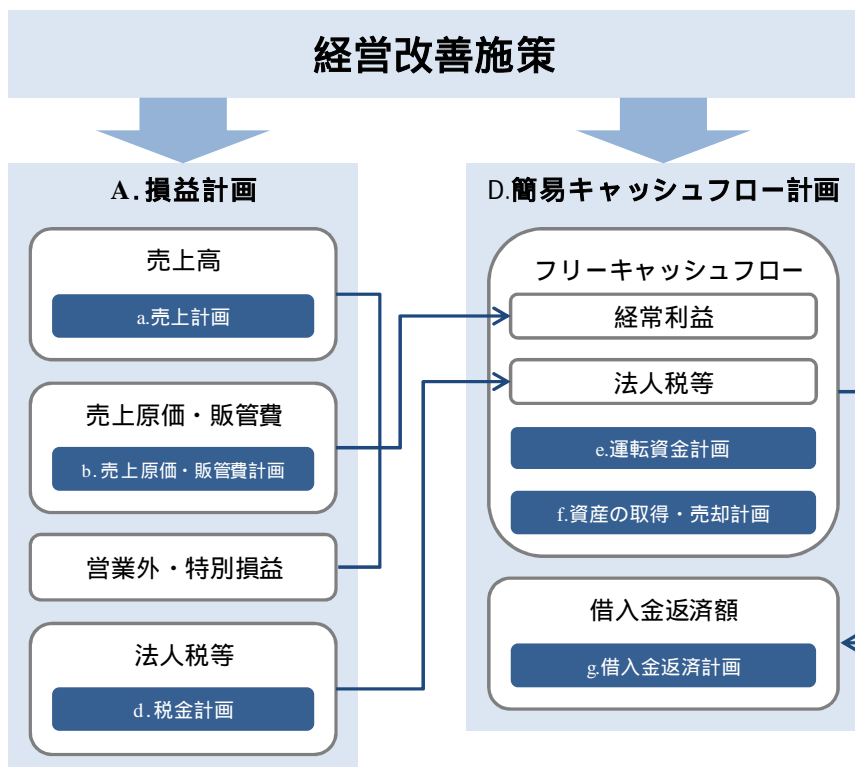 経営改善施策
A.損益計画
売上高
a.売上計画
売上原価・販管費
b.売上原価・販管費計画
営業外・特別損益
法人税等
d.税金計画
D.簡易キャッシュフロー計画
フリーキャッシュフロー
経常利益
法人税等
e.運転資金計画
f.資産の取得・売却計画
借入金返済額
g.借入金返済計画